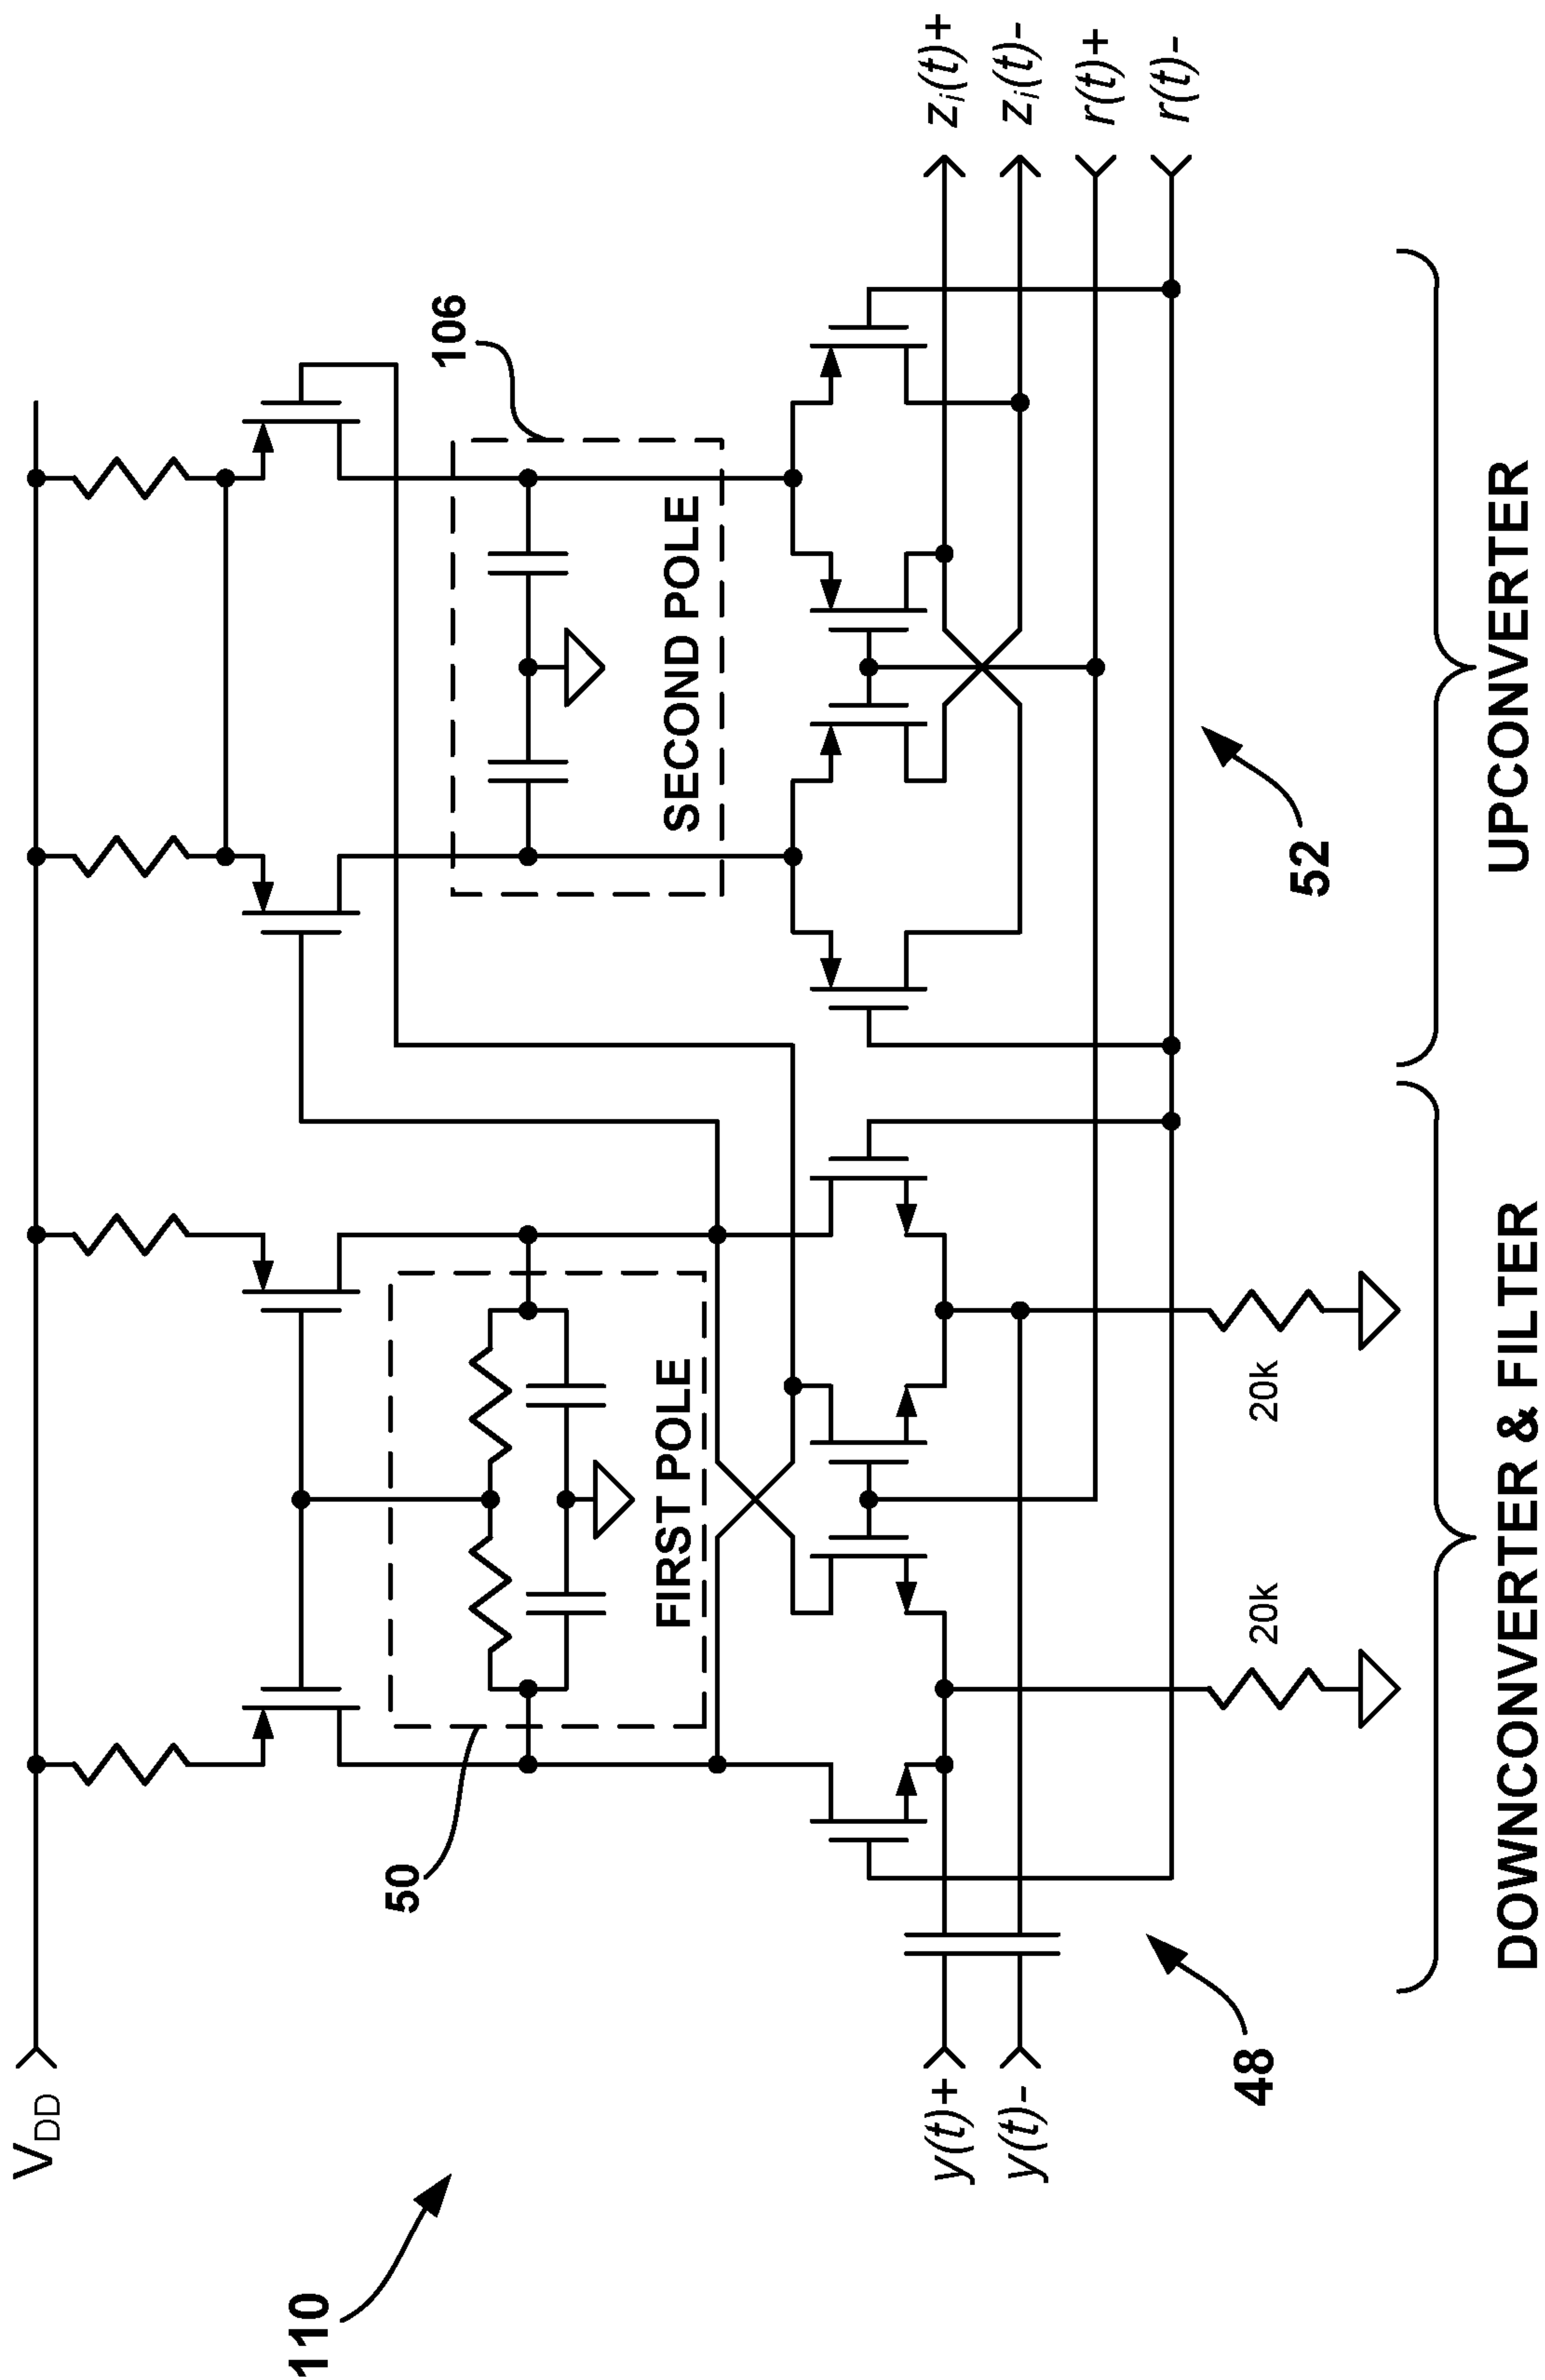 110
V_DD
50
FIRST POLE
106
SECOND POLE
y(t)+
y(t)-
z_i(t)+
z_i(t)-
r(t)+
r(t)-
20k
20k
48
52
DOWNCONVERTER & FILTER
UPCONVERTER